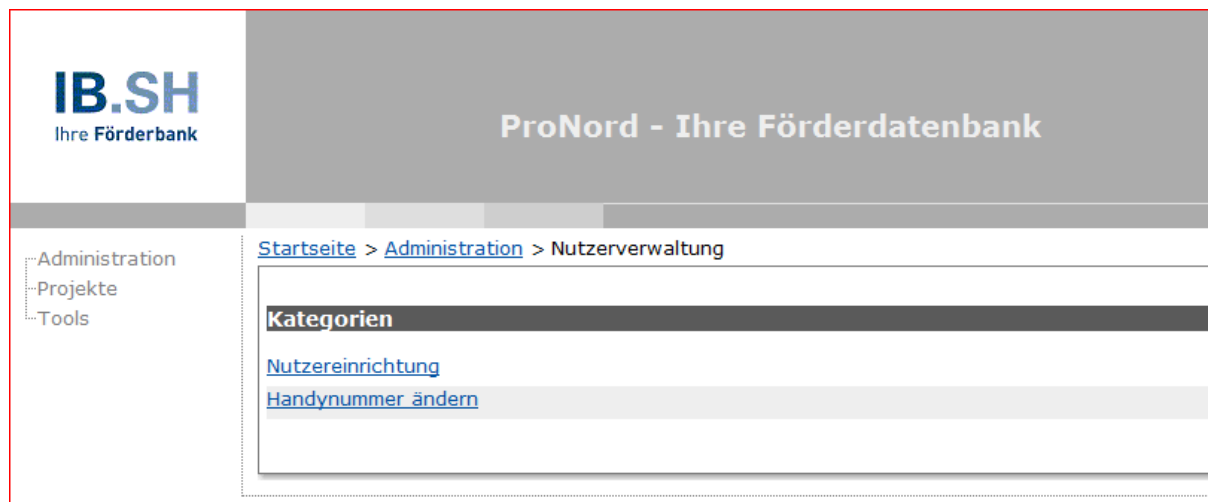 IB.SH
Ihre Förderbank
ProNord - Ihre Förderdatenbank
Administration
Projekte
Tools
Startseite > Administration > Nutzerverwaltung
Kategorien
Nutzereinrichtung
Handynummer ändern